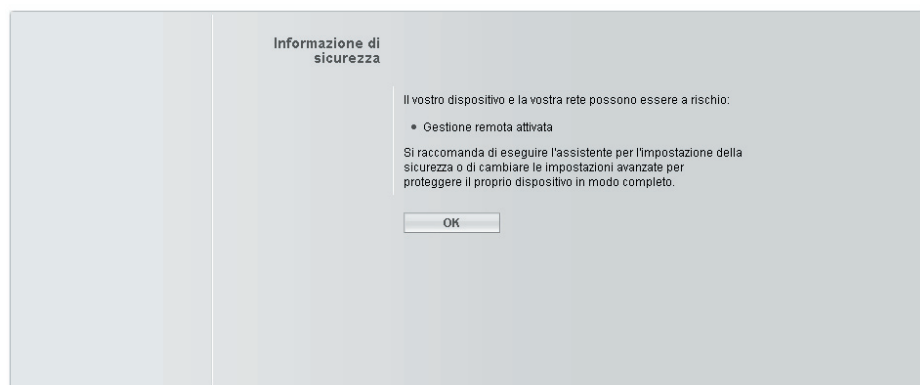 Informazione di
sicurezza
Il vostro dispositivo e la vostra rete possono essere a rischio:
• Gestione remota attivata
Si raccomanda di eseguire l'assistente per l'impostazione della
sicurezza o di cambiare le impostazioni avanzate per
proteggere il proprio dispositivo in modo completo.
OK